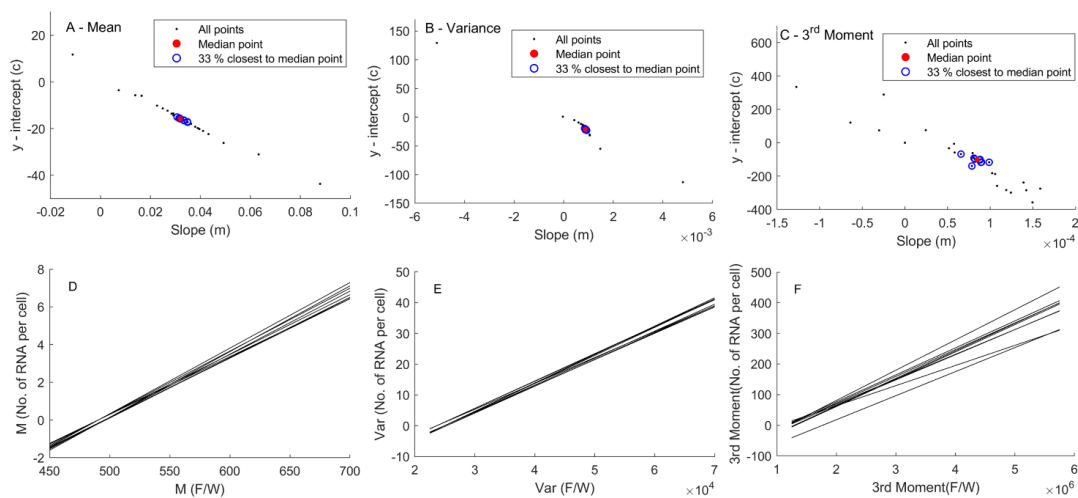 A - Mean
All points
Median point
33 % closest to median point
y - intercept (c)
20
0
-20
-40
-0.02
0
0.02
0.04
0.06
0.08
0.1
Slope (m)
B - Variance
All points
Median point
33 % closest to median point
y - intercept (c)
150
100
50
0
-50
-100
-150
-6
-4
-2
0
2
4
6
Slope (m)
×10⁻³
C - 3rd Moment
All points
Median point
33 % closest to median point
y - intercept (c)
600
400
200
0
-200
-400
-1.5
-1
-0.5
0
0.5
1
1.5
2
Slope (m)
×10⁻⁴
D
M (No. of RNA per cell)
8
6
4
2
0
-2
450
500
550
600
650
700
M (F/W)
E
Var (No. of RNA per cell)
50
40
30
20
10
0
-10
2
4
6
Var (F/W)
×10⁴
F
3rd Moment(No. of RNA per cell)
500
400
300
200
100
0
-100
1
2
3
4
5
6
3rd Moment(F/W)
×10⁶